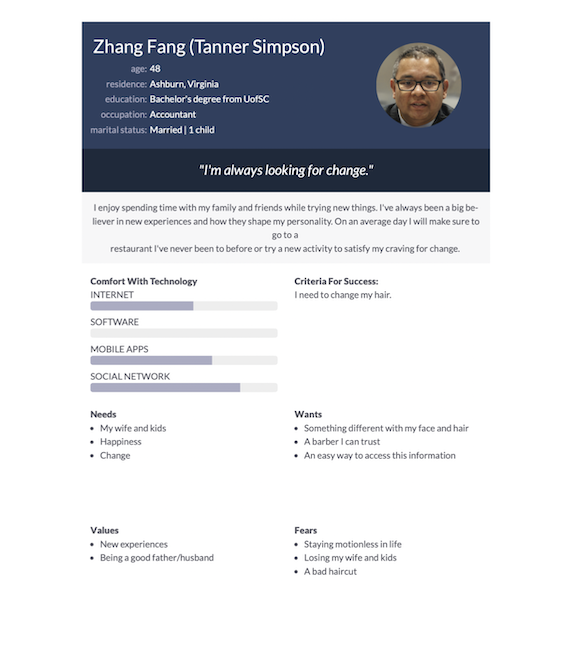 Zhang Fang (Tanner Simpson)
age: 48
residence: Ashburn, Virginia
education: Bachelor's degree from UofSC
occupation: Accountant
marital status: Married | 1 child
"I'm always looking for change."
I enjoy spending time with my family and friends while trying new things. I've always been a big be-
liever in new experiences and how they shape my personality. On an average day I will make sure to
go to a
restaurant I've never been to before or try a new activity to satisfy my craving for change.
Comfort With Technology
INTERNET
SOFTWARE
MOBILE APPS
SOCIAL NETWORK
Criteria For Success:
I need to change my hair.
Needs
• My wife and kids
• Happiness
• Change
Wants
• Something different with my face and hair
• A barber I can trust
• An easy way to access this information
Values
• New experiences
• Being a good father/husband
Fears
• Staying motionless in life
• Losing my wife and kids
• A bad haircut